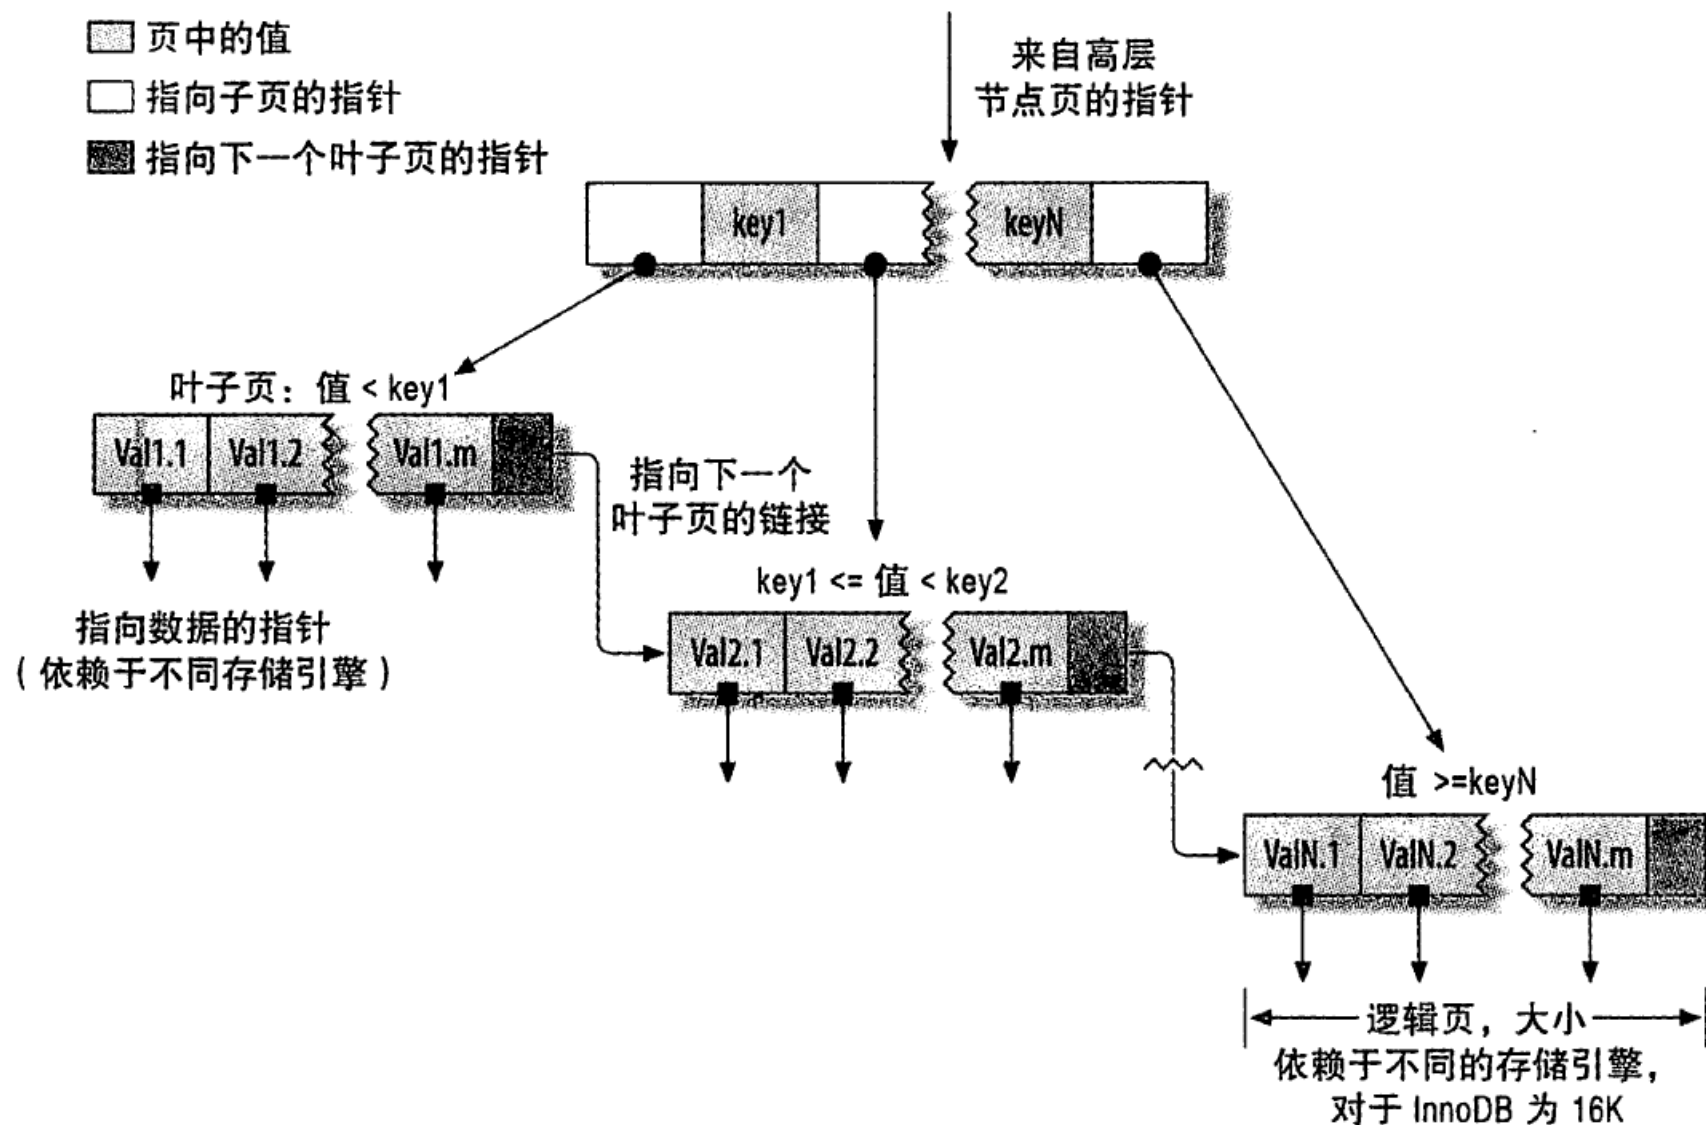 页中的值
指向子页的指针
指向下一个叶子页的指针
来自高层
节点页的指针
key1
keyN
叶子页：值 < key1
Val1.1
Val1.2
Val1.m
指向下一个
叶子页的链接
指向数据的指针
（依赖于不同存储引擎）
key1 <= 值 < key2
Val2.1
Val2.2
Val2.m
值 >=keyN
ValN.1
ValN.2
ValN.m
逻辑页，大小
依赖于不同的存储引擎，
对于 InnoDB 为 16K